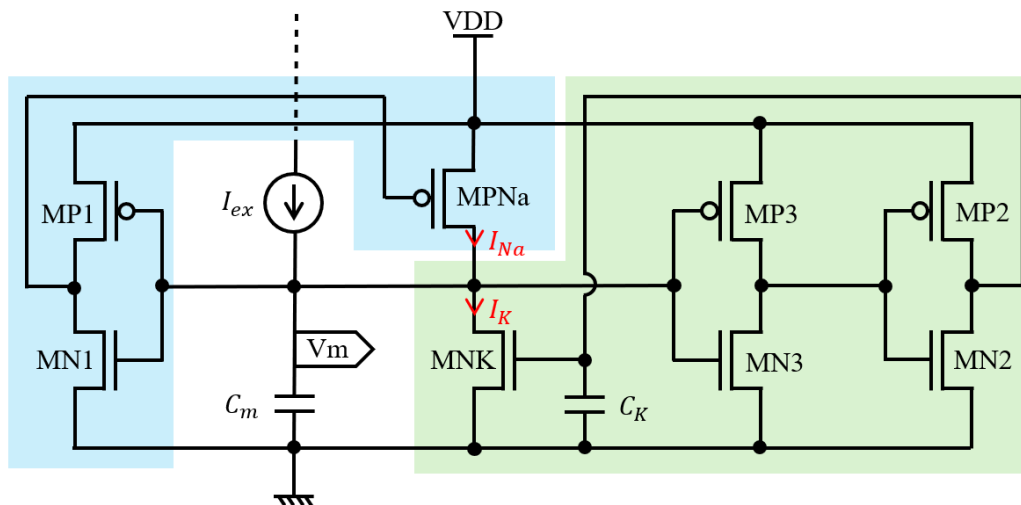 VDD
MP1
I_ex
MPNa
MP3
MP2
I_Na
I_K
MN1
Vm
MNK
MN3
MN2
C_m
C_K